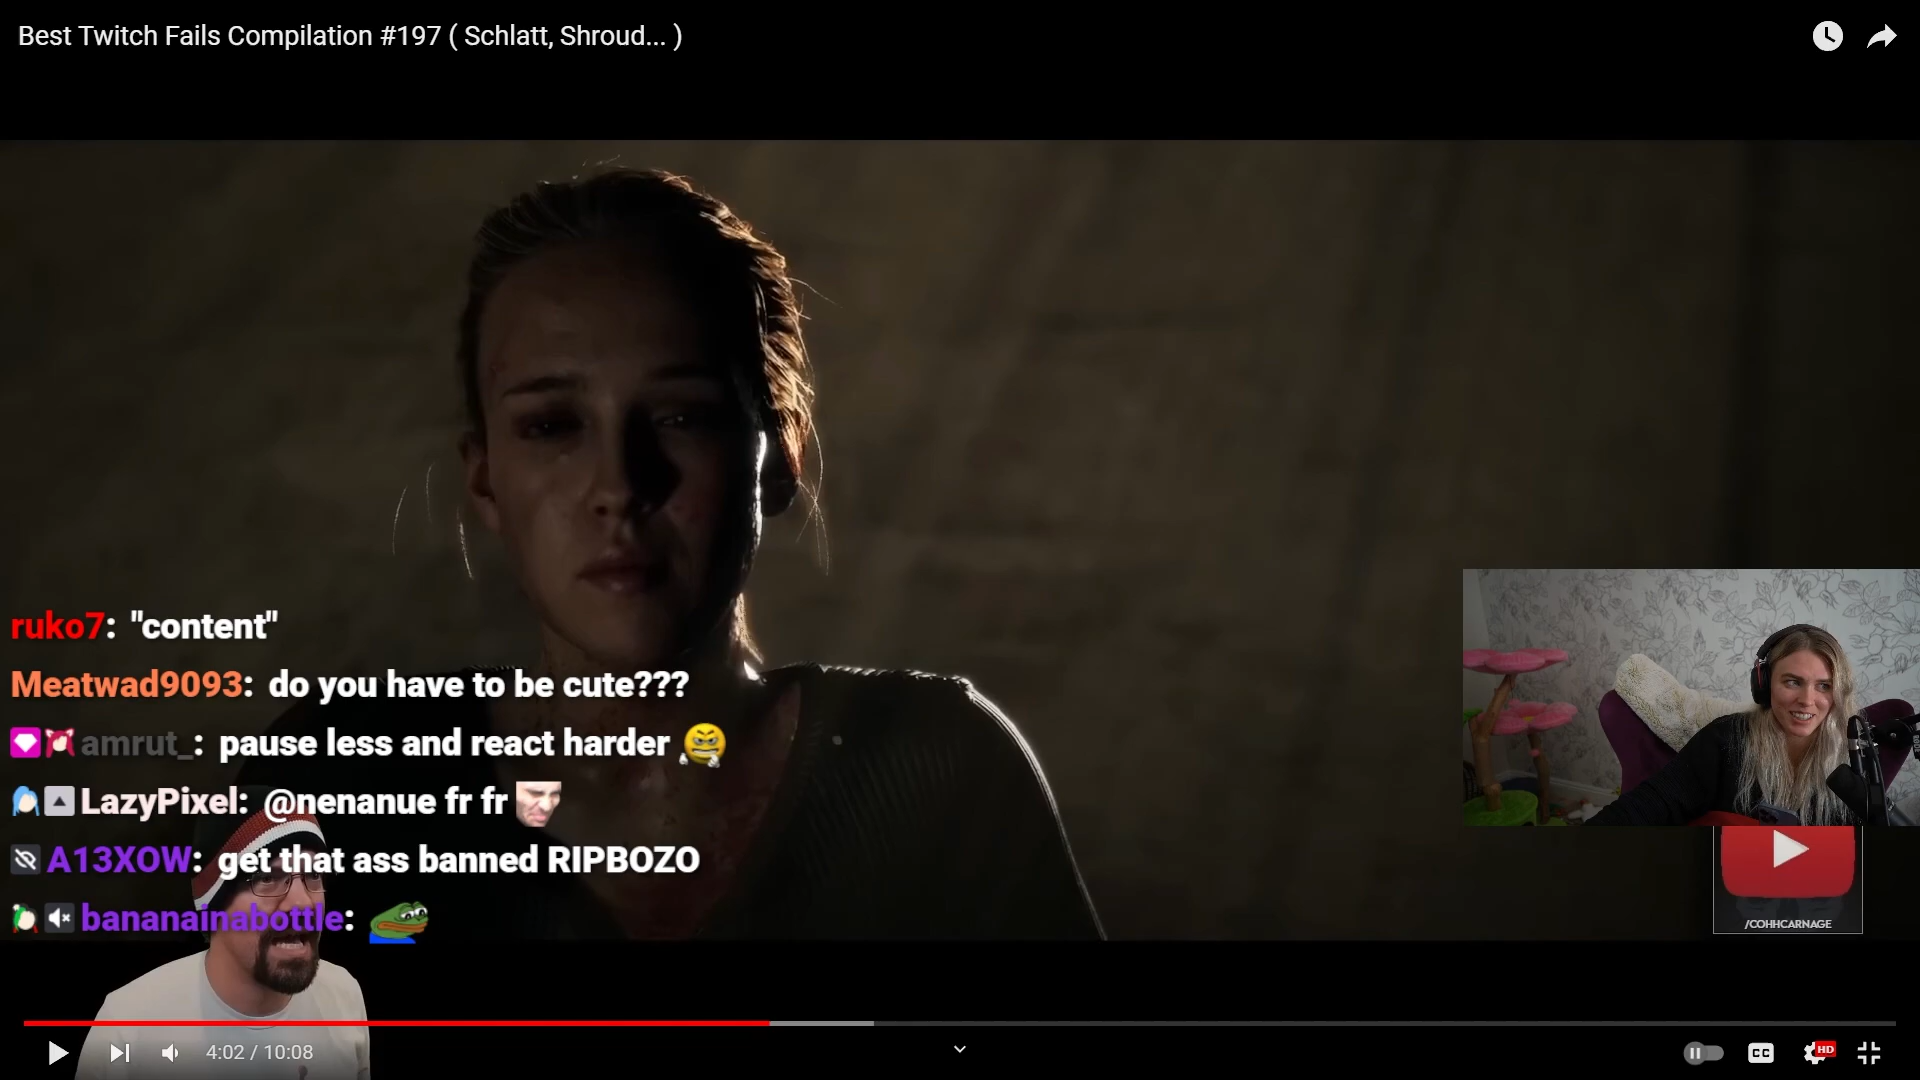 Best Twitch Fails Compilation #197 ( Schlatt, Shroud... )
ruko7: "content"
Meatwad9093: do you have to be cute???
amrut_: pause less and react harder
LazyPixel: @nenanue fr fr
A13XOW: get that ass banned RIPBOZO
bananainabottle:
/COHHCARNAGE
4:02 / 10:08
CC
HD